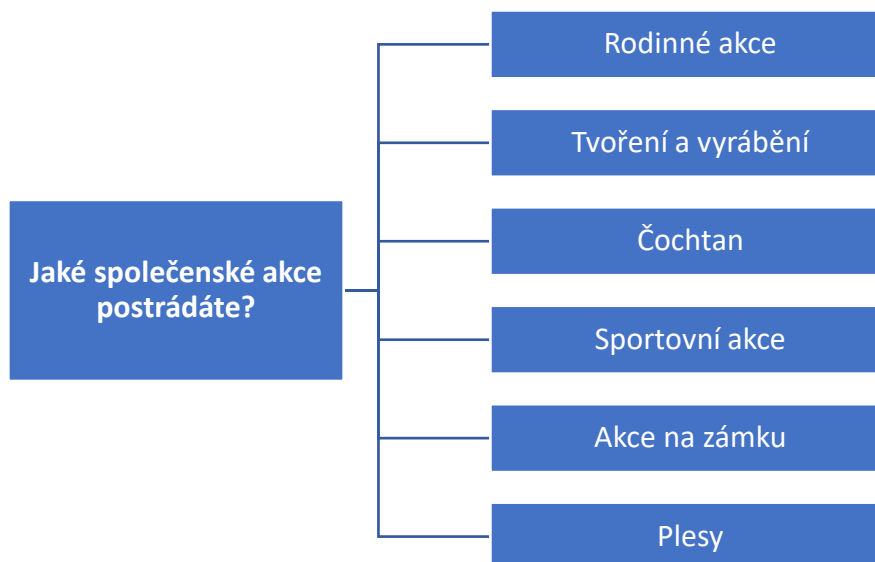 Jaké společenské akce
postrádáte?
Rodinné akce
Tvoření a vyrábění
Čochtan
Sportovní akce
Akce na zámku
Plesy